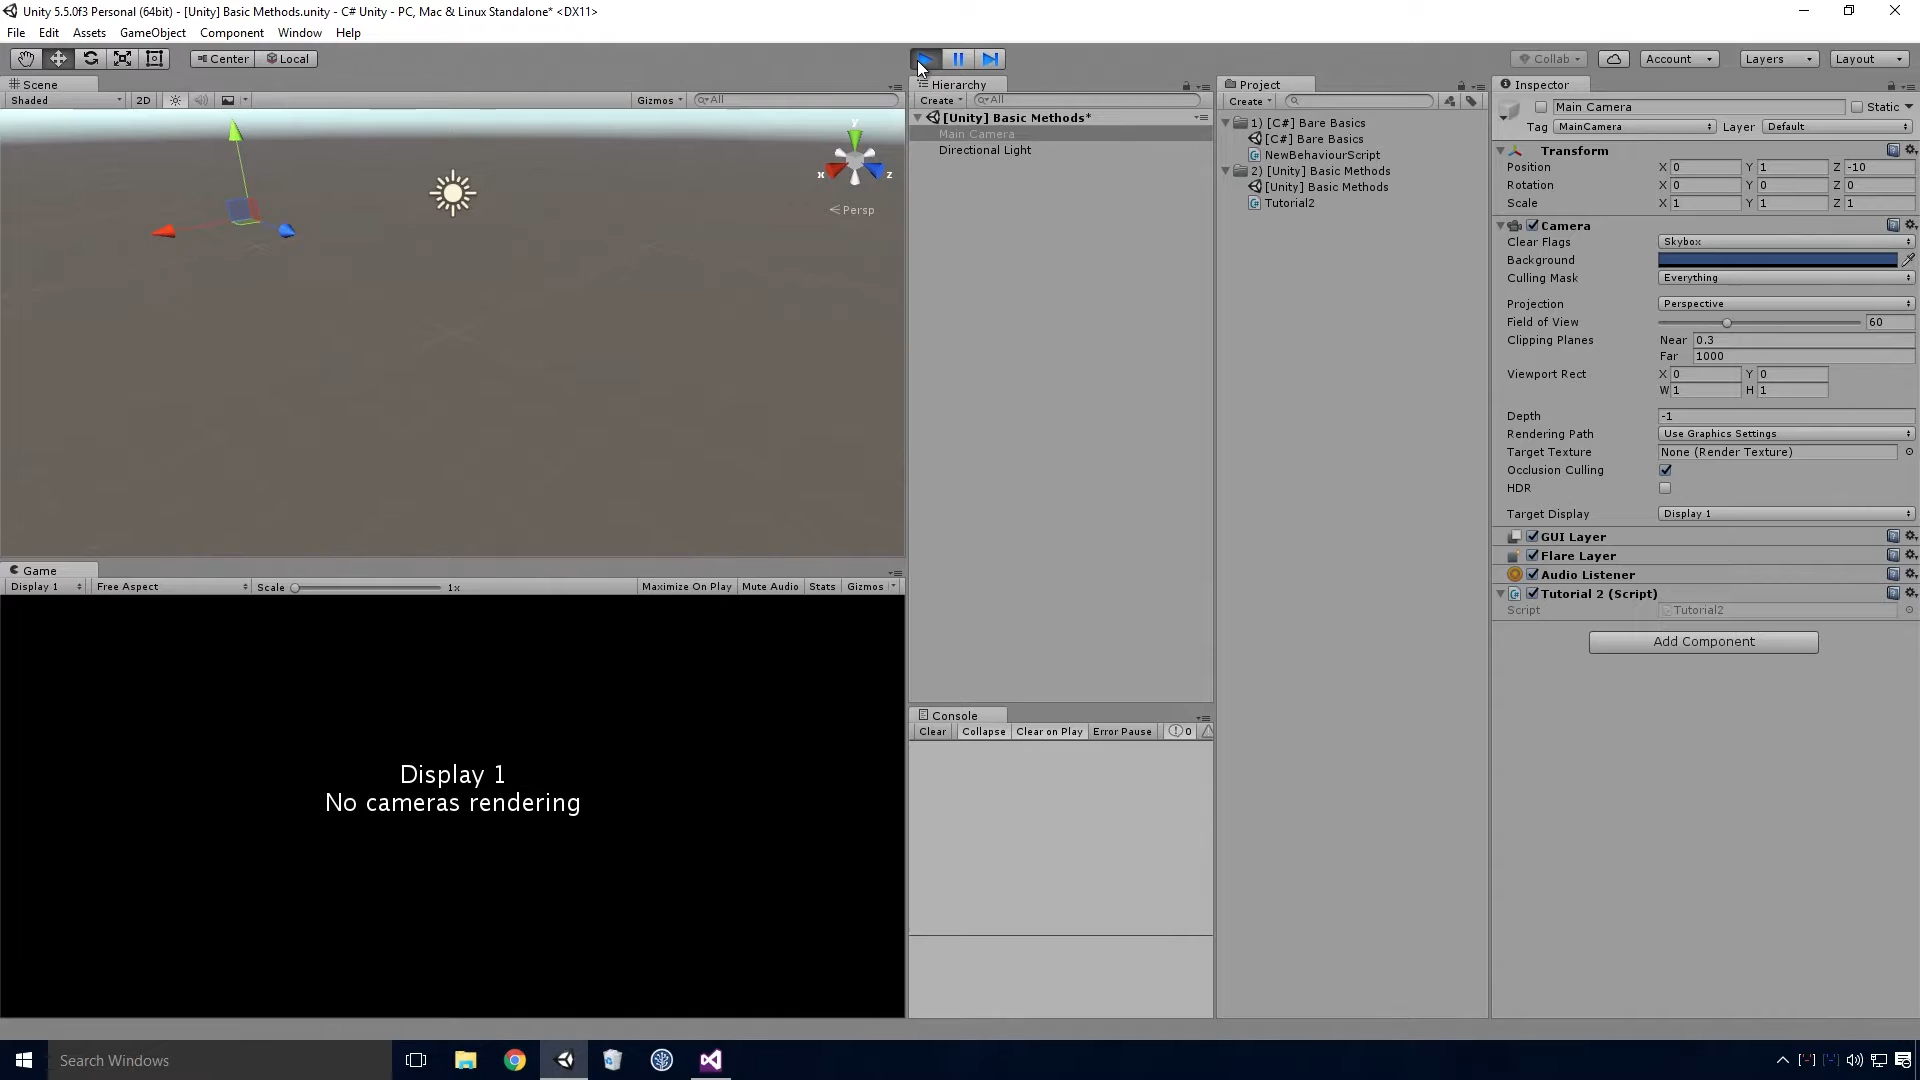 Unity 5.5.0f3 Personal (64bit) - [Unity] Basic Methods.unity - C# Unity - PC, Mac & Linux Standalone* <DX11>
File Edit Assets GameObject Component Window Help
Center Local
Collab Account Layers Layout
Scene
Shaded 2D Gizmos All
y
x z
Persp
Game
Display 1 Free Aspect Scale 1x Maximize On Play Mute Audio Stats Gizmos
Display 1
No cameras rendering
Hierarchy
Create All
[Unity] Basic Methods*
Main Camera
Directional Light
Console
Clear Collapse Clear on Play Error Pause 0
Project
Create
1) [C#] Bare Basics
[C#] Bare Basics
NewBehaviourScript
2) [Unity] Basic Methods
[Unity] Basic Methods
Tutorial2
Inspector
Main Camera Static
Tag MainCamera Layer Default
Transform
Position X 0 Y 1 Z -10
Rotation X 0 Y 0 Z 0
Scale X 1 Y 1 Z 1
Camera
Clear Flags Skybox
Background
Culling Mask Everything
Projection Perspective
Field of View 60
Clipping Planes Near 0.3
Far 1000
Viewport Rect X 0 Y 0
W 1 H 1
Depth -1
Rendering Path Use Graphics Settings
Target Texture None (Render Texture)
Occlusion Culling
HDR
Target Display Display 1
GUI Layer
Flare Layer
Audio Listener
Tutorial 2 (Script)
Script Tutorial2
Add Component
Search Windows